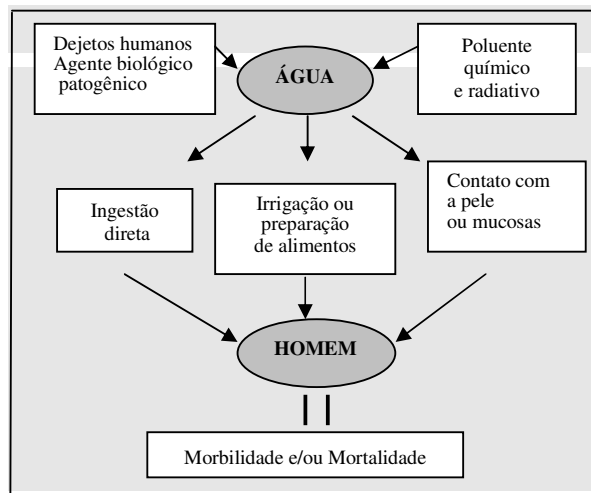 Dejetos humanos
Agente biológico
patogênico
ÁGUA
Poluente
químico
e radiativo
Ingestão
direta
Irrigação ou
preparação
de alimentos
Contato com
a pele
ou mucosas
HOMEM
Morbilidade e/ou Mortalidade